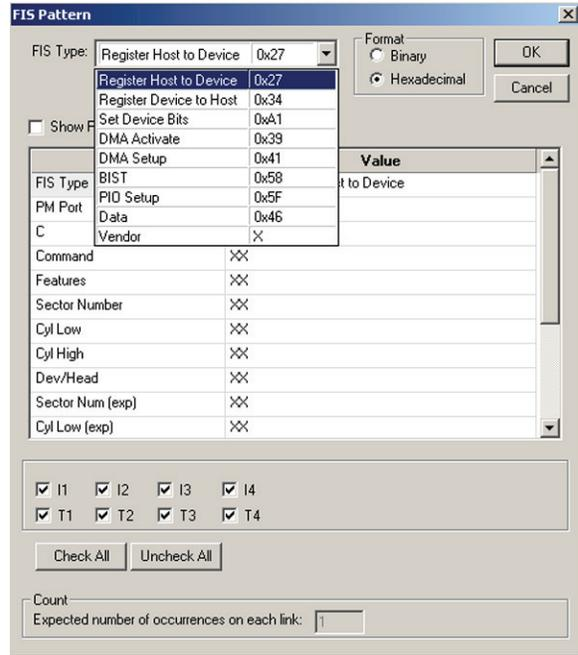 FIS Pattern
FIS Type: Register Host to Device 0x27
Format
Binary
Hexadecimal
OK
Cancel
Register Host to Device 0x27
Register Device to Host 0x34
Set Device Bits 0xA1
DMA Activate 0x39
DMA Setup 0x41
BIST 0x58
PIO Setup 0x5F
Data 0x46
Vendor X
Show
Value
FIS Type to Device
PM Port
C
Command XX
Features XX
Sector Number XX
Cyl Low XX
Cyl High XX
Dev/Head XX
Sector Num (exp) XX
Cyl Low (exp) XX
I1 I2 I3 I4
T1 T2 T3 T4
Check All Uncheck All
Count
Expected number of occurrences on each link: 1